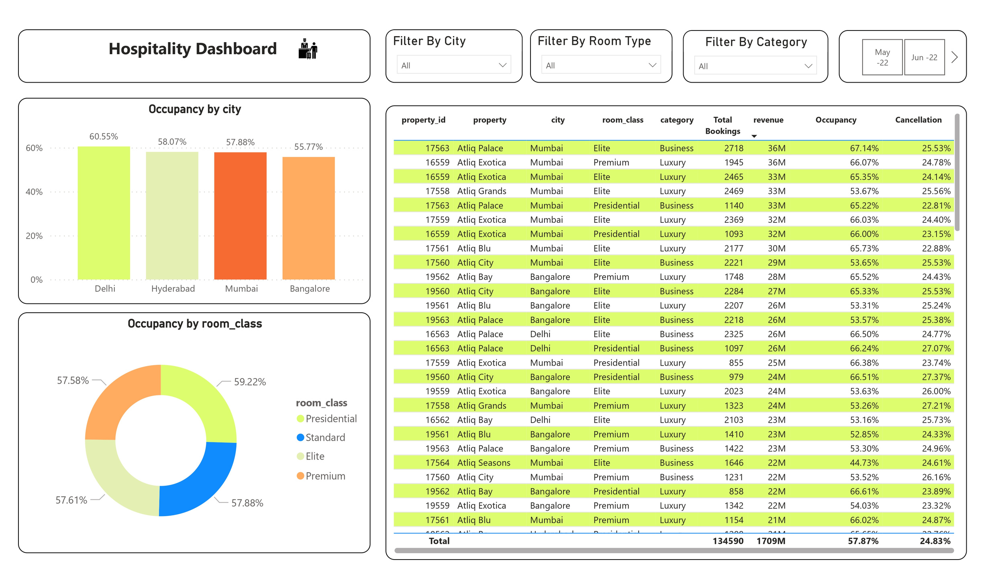 Hospitality Dashboard
Filter By City
All
Filter By Room Type
All
Filter By Category
All
May
-22
Jun -22
Occupancy by city
60.55%
58.07%
57.88%
55.77%
60%
40%
20%
0%
Delhi Hyderabad Mumbai Bangalore
Occupancy by room_class
57.58%
59.22%
57.61%
57.88%
room_class
Presidential
Standard
Elite
Premium
property_id property city room_class category Total Bookings revenue Occupancy Cancellation
17563 Atliq Palace Mumbai Elite Business 2718 36M 67.14% 25.53%
16559 Atliq Exotica Mumbai Premium Luxury 1945 36M 66.07% 24.78%
16559 Atliq Exotica Mumbai Elite Luxury 2465 33M 65.35% 24.14%
17558 Atliq Grands Mumbai Elite Luxury 2469 33M 53.67% 25.56%
17563 Atliq Palace Mumbai Presidential Business 1140 33M 65.22% 22.81%
17559 Atliq Exotica Mumbai Elite Luxury 2369 32M 66.03% 24.40%
16559 Atliq Exotica Mumbai Presidential Luxury 1093 32M 66.00% 23.15%
17561 Atliq Blu Mumbai Elite Luxury 2177 30M 65.73% 22.88%
17560 Atliq City Mumbai Elite Business 2221 29M 53.65% 25.53%
19562 Atliq Bay Bangalore Premium Luxury 1748 28M 65.52% 24.43%
19560 Atliq City Bangalore Elite Business 2284 27M 65.33% 25.53%
19561 Atliq Blu Bangalore Elite Luxury 2207 26M 53.31% 25.24%
19563 Atliq Palace Bangalore Elite Business 2218 26M 53.57% 25.38%
16563 Atliq Palace Delhi Elite Business 2325 26M 66.50% 24.77%
16563 Atliq Palace Delhi Presidential Business 1097 26M 66.24% 27.07%
17559 Atliq Exotica Mumbai Presidential Luxury 855 25M 66.38% 23.74%
19560 Atliq City Bangalore Presidential Business 979 24M 66.51% 27.37%
19559 Atliq Exotica Bangalore Elite Luxury 2023 24M 53.63% 26.00%
17558 Atliq Grands Mumbai Premium Luxury 1323 24M 53.26% 27.21%
16562 Atliq Bay Delhi Elite Luxury 2103 23M 53.16% 25.73%
19561 Atliq Blu Bangalore Premium Luxury 1410 23M 52.85% 24.33%
19563 Atliq Palace Bangalore Premium Business 1422 23M 53.30% 24.96%
17564 Atliq Seasons Mumbai Elite Business 1646 22M 44.73% 24.61%
17560 Atliq City Mumbai Premium Business 1231 22M 53.52% 26.16%
19562 Atliq Bay Bangalore Presidential Luxury 858 22M 66.61% 23.89%
19559 Atliq Exotica Bangalore Premium Luxury 1342 22M 54.03% 23.32%
17561 Atliq Blu Mumbai Premium Luxury 1154 21M 66.02% 24.87%
Total 134590 1709M 57.87% 24.83%